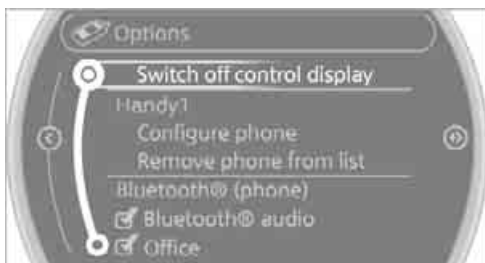 Options
Switch off control display
Handy1
Configure phone
Remove phone from list
Bluetooth® (phone)
Bluetooth® audio
Office